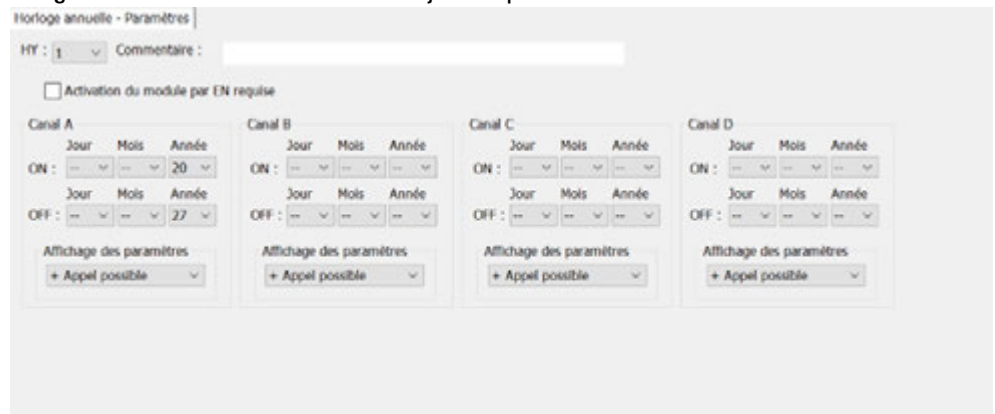 Horloge annuelle - Paramètres
HY : 1 Commentaire :
Activation du module par EN requise
Canal A Canal B Canal C Canal D
Jour Mois Année Jour Mois Année Jour Mois Année Jour Mois Année
ON : -- -- 20 ON : -- -- -- ON : -- -- -- ON : -- -- --
Jour Mois Année Jour Mois Année Jour Mois Année Jour Mois Année
OFF : -- -- 27 OFF : -- -- -- OFF : -- -- -- OFF : -- -- --
Affichage des paramètres Affichage des paramètres Affichage des paramètres Affichage des paramètres
+ Appel possible + Appel possible + Appel possible + Appel possible